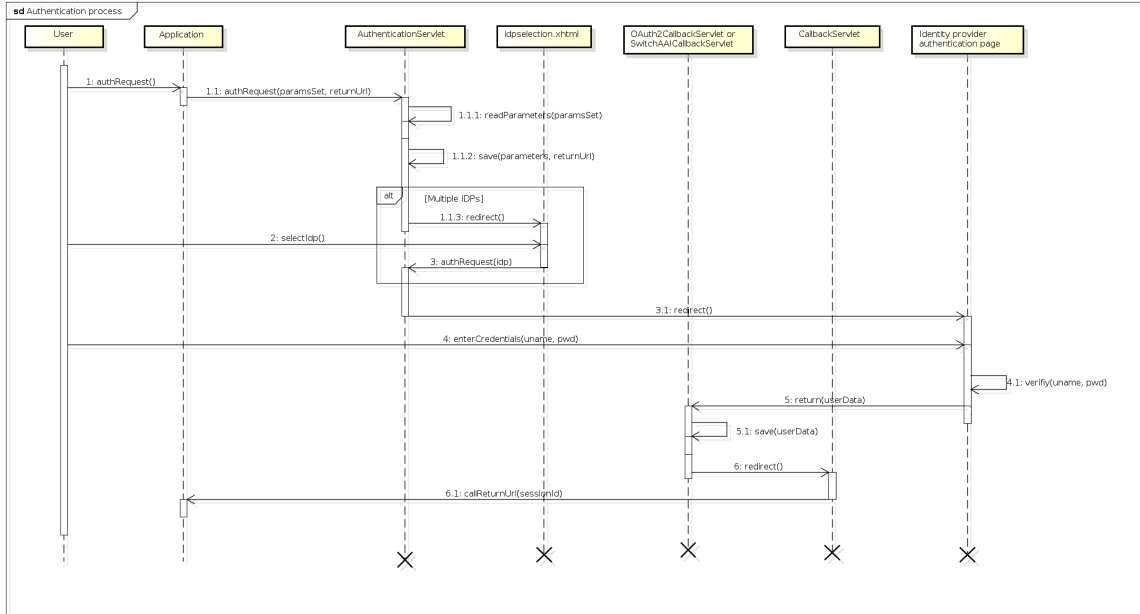 sd Authentication process
User
Application
AuthenticationServlet
idpselection.xhtml
OAuth2CallbackServlet or
SwitchAAICallbackServlet
CallbackServlet
Identity provider
authentication page
1: authRequest()
1.1: authRequest(paramsSet, returnUrl)
1.1.1: readParameters(paramsSet)
1.1.2: save(parameters, returnUrl)
alt
[Multiple IDPs]
1.1.3: redirect()
2: selectIdp()
3: authRequest(idp)
3.1: redirect()
4: enterCredentials(uname, pwd)
4.1: verifiy(uname, pwd)
5: return(userData)
5.1: save(userData)
6: redirect()
6.1: callReturnUrl(sessionId)